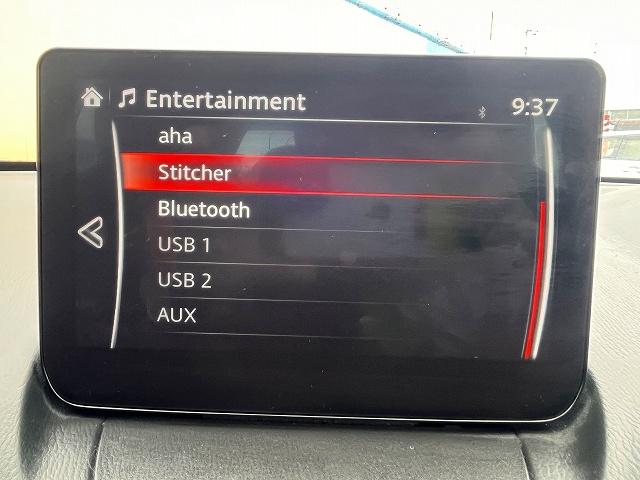 Entertainment
9:37
aha
Stitcher
Bluetooth
USB 1
USB 2
AUX